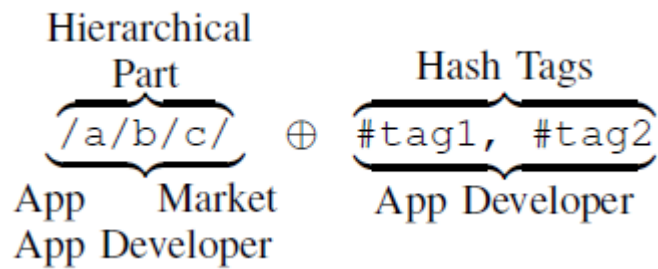 Hierarchical
Part
Hash Tags
/a/b/c/ ⊕ #tag1, #tag2
App Market
App Developer
App Developer